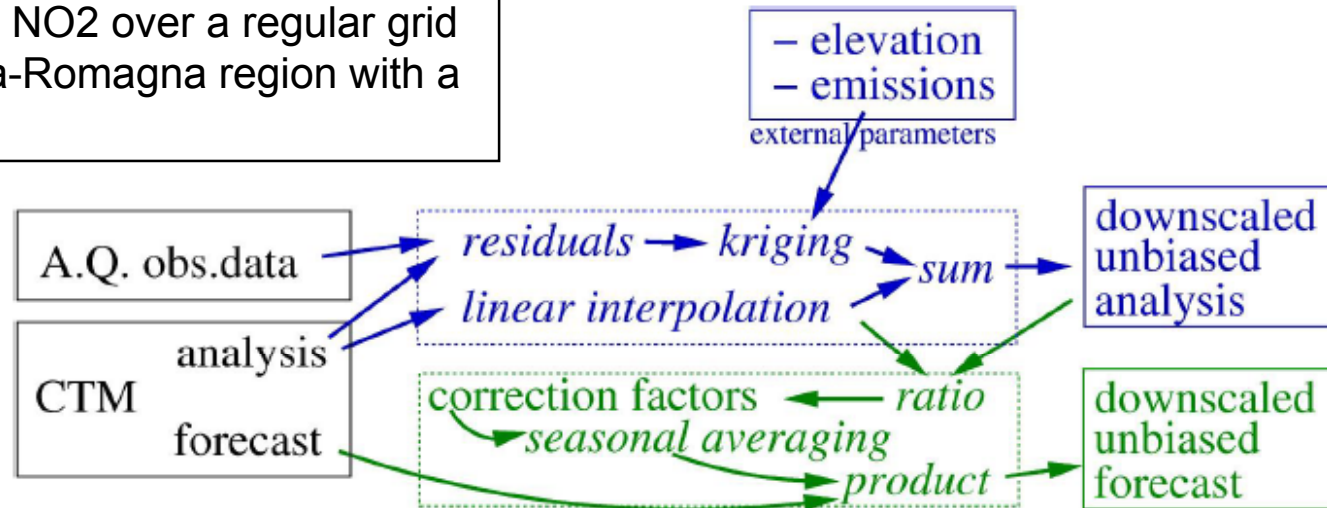 NO2 over a regular grid
a-Romagna region with a
– elevation
– emissions
external parameters
A.Q. obs.data
CTM
analysis
forecast
residuals
kriging
linear interpolation
sum
downscaled
unbiased
analysis
correction factors
ratio
seasonal averaging
product
downscaled
unbiased
forecast